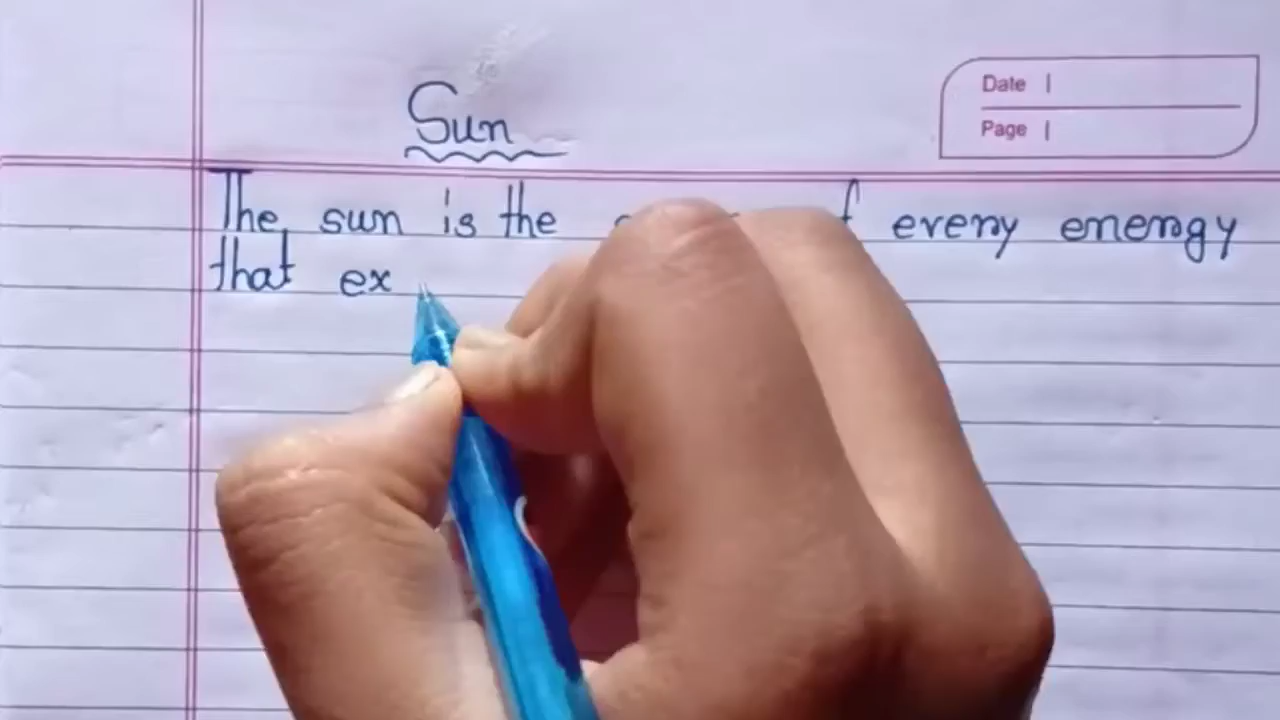 Sun
Date
Page
The sun is the f every energy
that ex